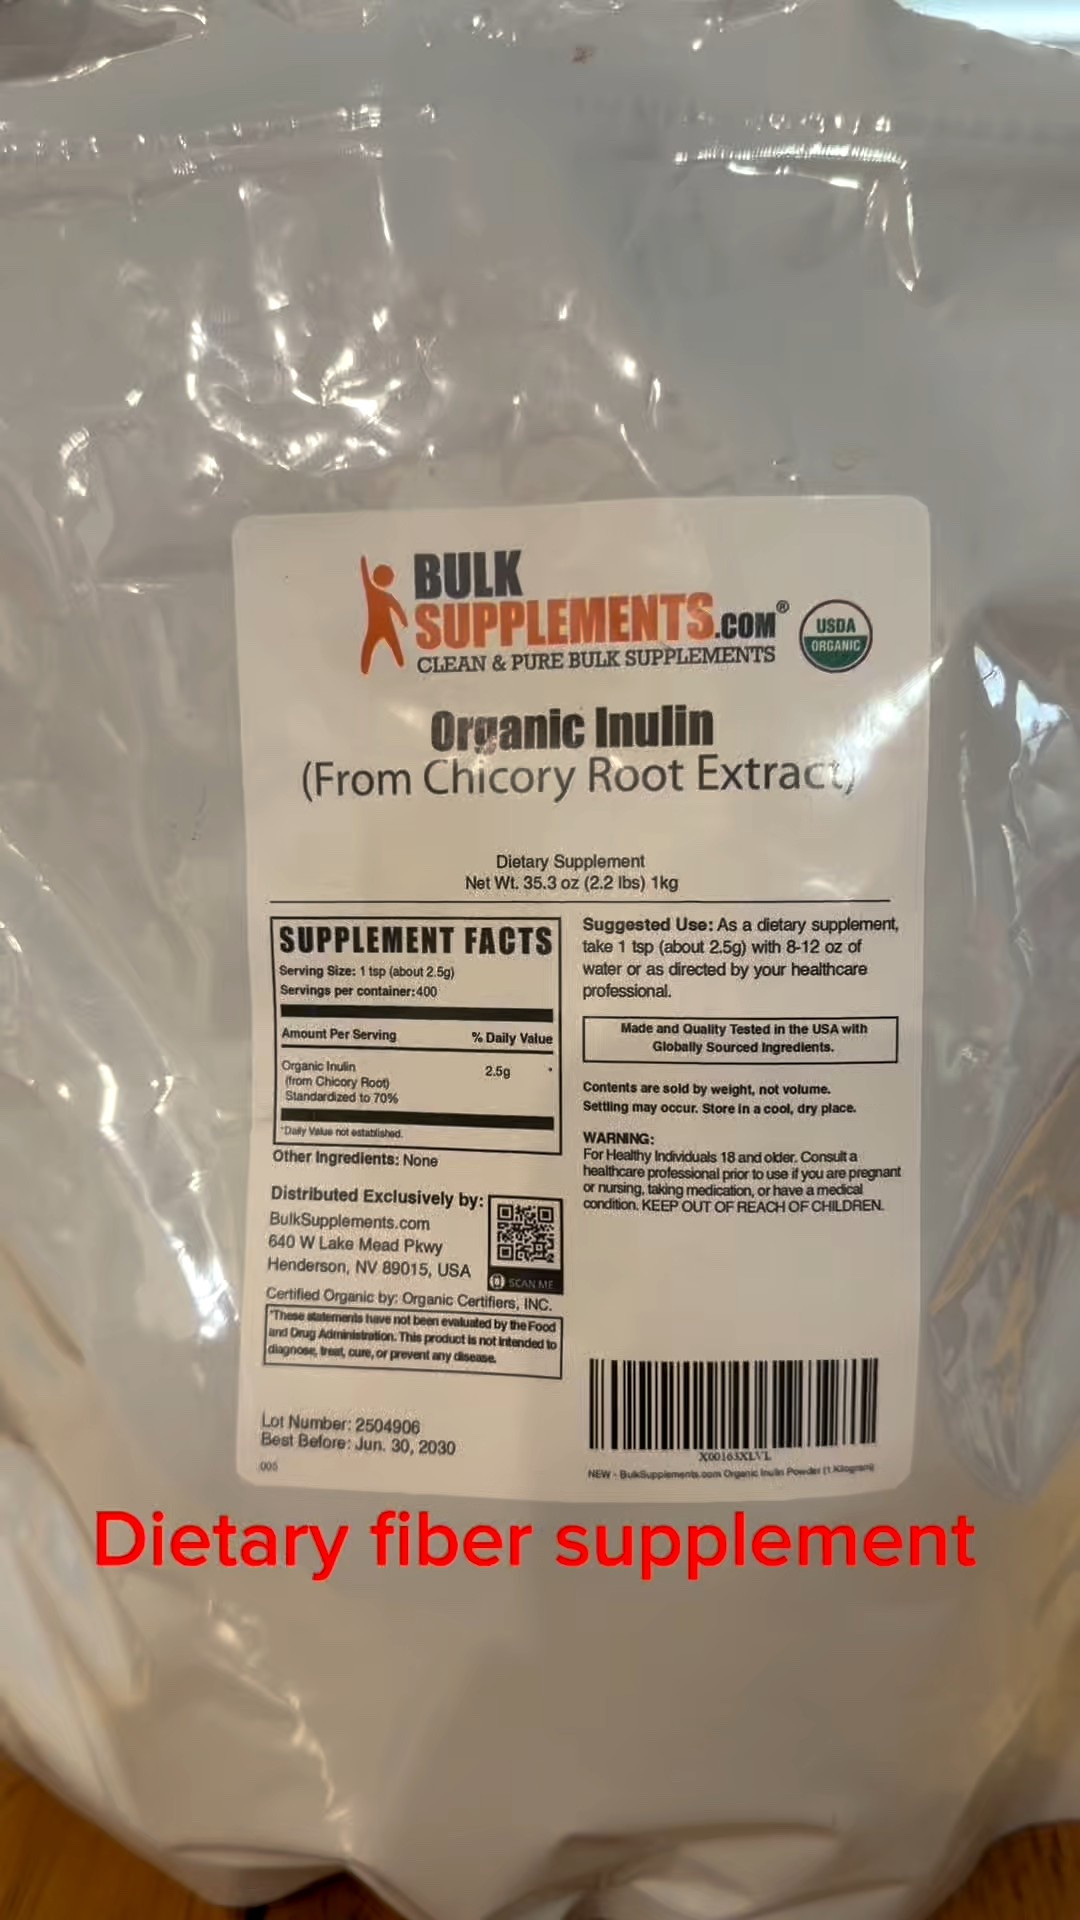 BULK
SUPPLEMENTS.COM®
CLEAN & PURE BULK SUPPLEMENTS
USDA
ORGANIC
Organic Inulin
(From Chicory Root Extract)
Dietary Supplement
Net Wt. 35.3 oz (2.2 lbs) 1kg
SUPPLEMENT FACTS
Serving Size: 1 tsp (about 2.5g)
Servings per container:400
Amount Per Serving % Daily Value
Organic Inulin 2.5g *
(from Chicory Root)
Standardized to 70%
*Daily Value not established.
Other Ingredients: None
Distributed Exclusively by:
BulkSupplements.com
640 W Lake Mead Pkwy
Henderson, NV 89015, USA
SCAN ME
Certified Organic by: Organic Certifiers, INC.
*These statements have not been evaluated by the Food
and Drug Administration. This product is not intended to
diagnose, treat, cure, or prevent any disease.
Lot Number: 2504906
Best Before: Jun. 30, 2030
005
Suggested Use: As a dietary supplement,
take 1 tsp (about 2.5g) with 8-12 oz of
water or as directed by your healthcare
professional.
Made and Quality Tested in the USA with
Globally Sourced Ingredients.
Contents are sold by weight, not volume.
Settling may occur. Store in a cool, dry place.
WARNING:
For Healthy Individuals 18 and older. Consult a
healthcare professional prior to use if you are pregnant
or nursing, taking medication, or have a medical
condition. KEEP OUT OF REACH OF CHILDREN.
X00163XLVL
NEW - BulkSupplements.com Organic Inulin Powder (1 Kilogram)
Dietary fiber supplement